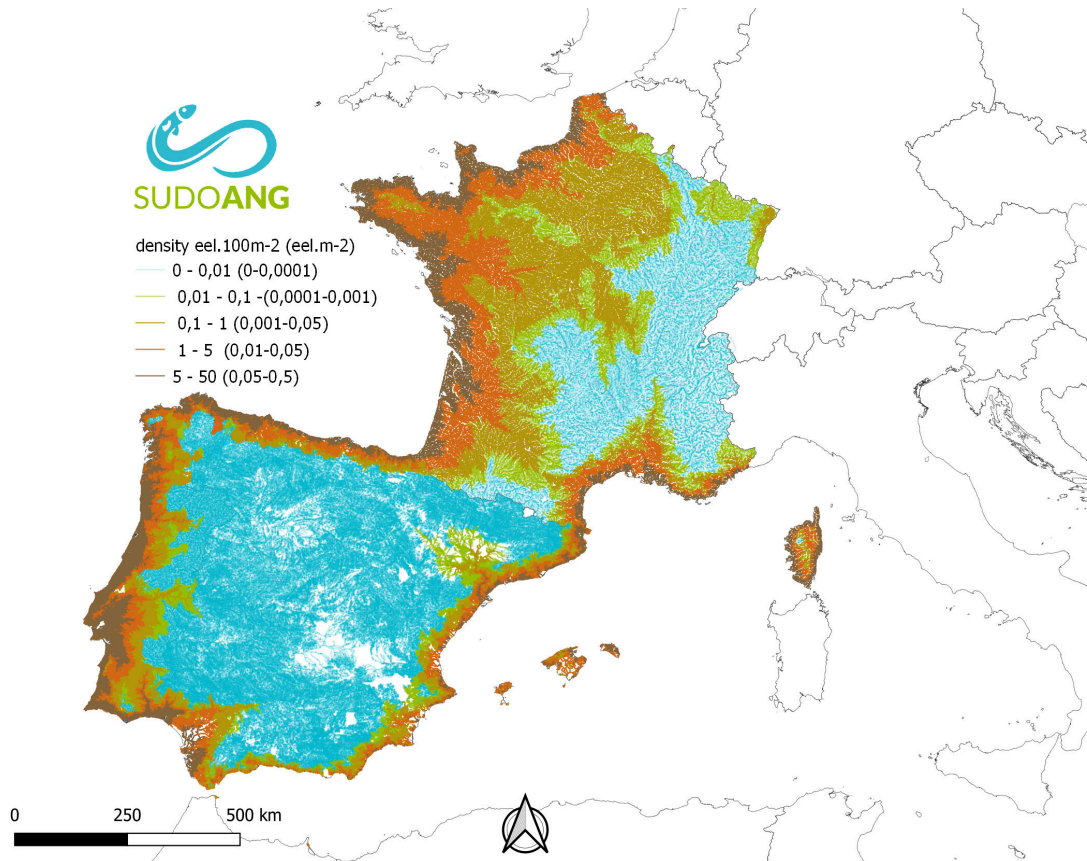 SUDOANG
density eel.100m-2 (eel.m-2)
0 - 0,01 (0-0,0001)
0,01 - 0,1 -(0,0001-0,001)
0,1 - 1 (0,001-0,05)
1 - 5 (0,01-0,05)
5 - 50 (0,05-0,5)
0 250 500 km